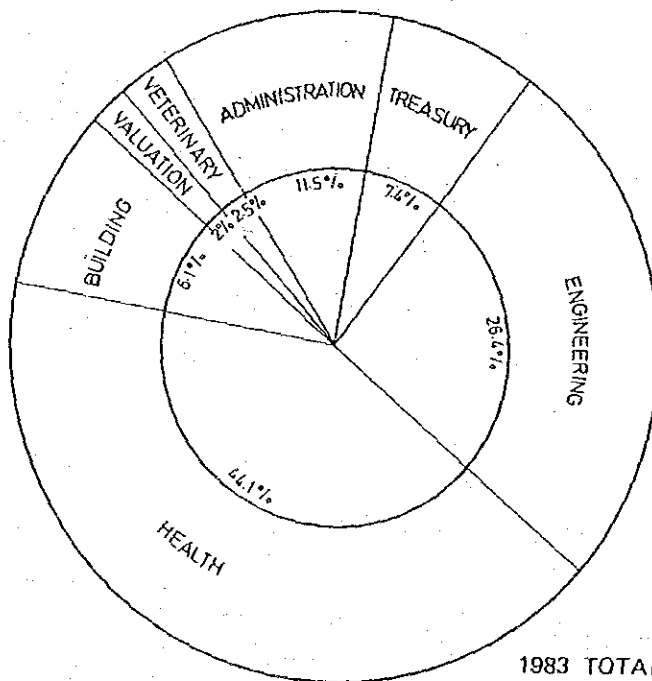 ADMINISTRATION
11.5%
TREASURY
7.4%
ENGINEERING
26.4%
HEALTH
44.1%
BUILDING
6.1%
VALUATION
2%
VETERINARY
2.5%
1983 TOTA